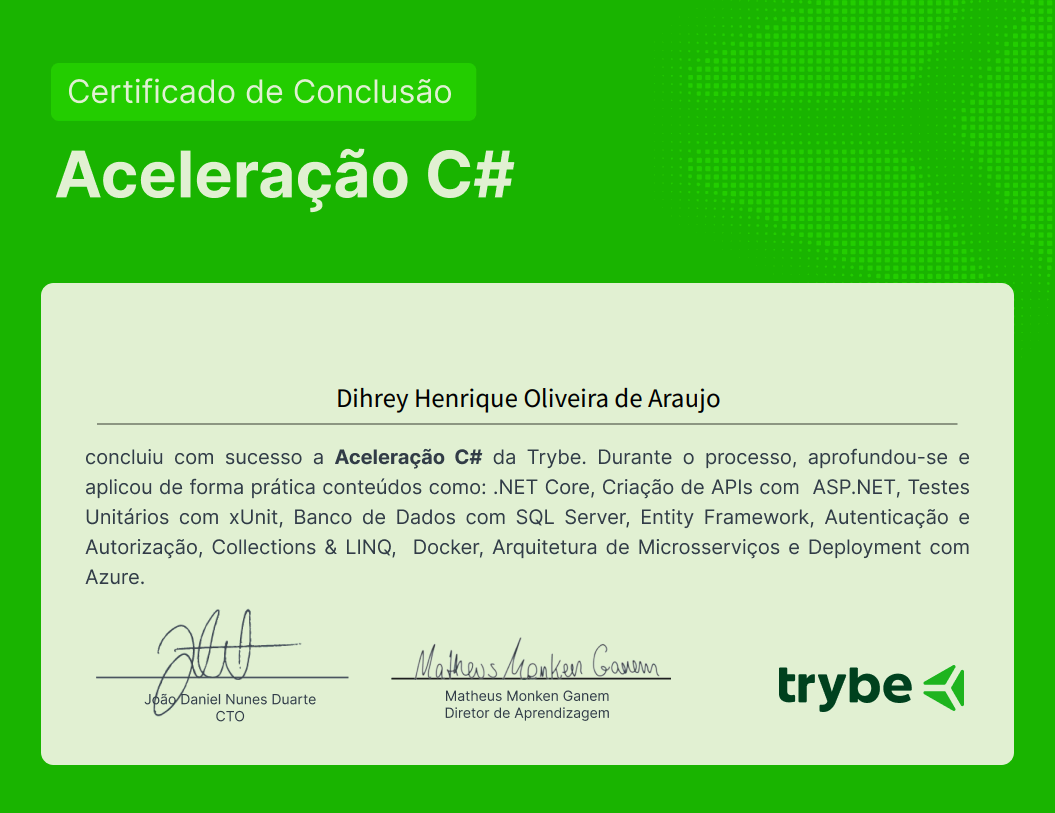 Certificado de Conclusão
Aceleração C#
Dihrey Henrique Oliveira de Araujo
concluiu com sucesso a Aceleração C# da Trybe. Durante o processo, aprofundou-se e
aplicou de forma prática conteúdos como: .NET Core, Criação de APIs com ASP.NET, Testes
Unitários com xUnit, Banco de Dados com SQL Server, Entity Framework, Autenticação e
Autorização, Collections & LINQ, Docker, Arquitetura de Microsserviços e Deployment com
Azure.
Matheus Monken Ganem
João Daniel Nunes Duarte
CTO
Matheus Monken Ganem
Diretor de Aprendizagem
trybe